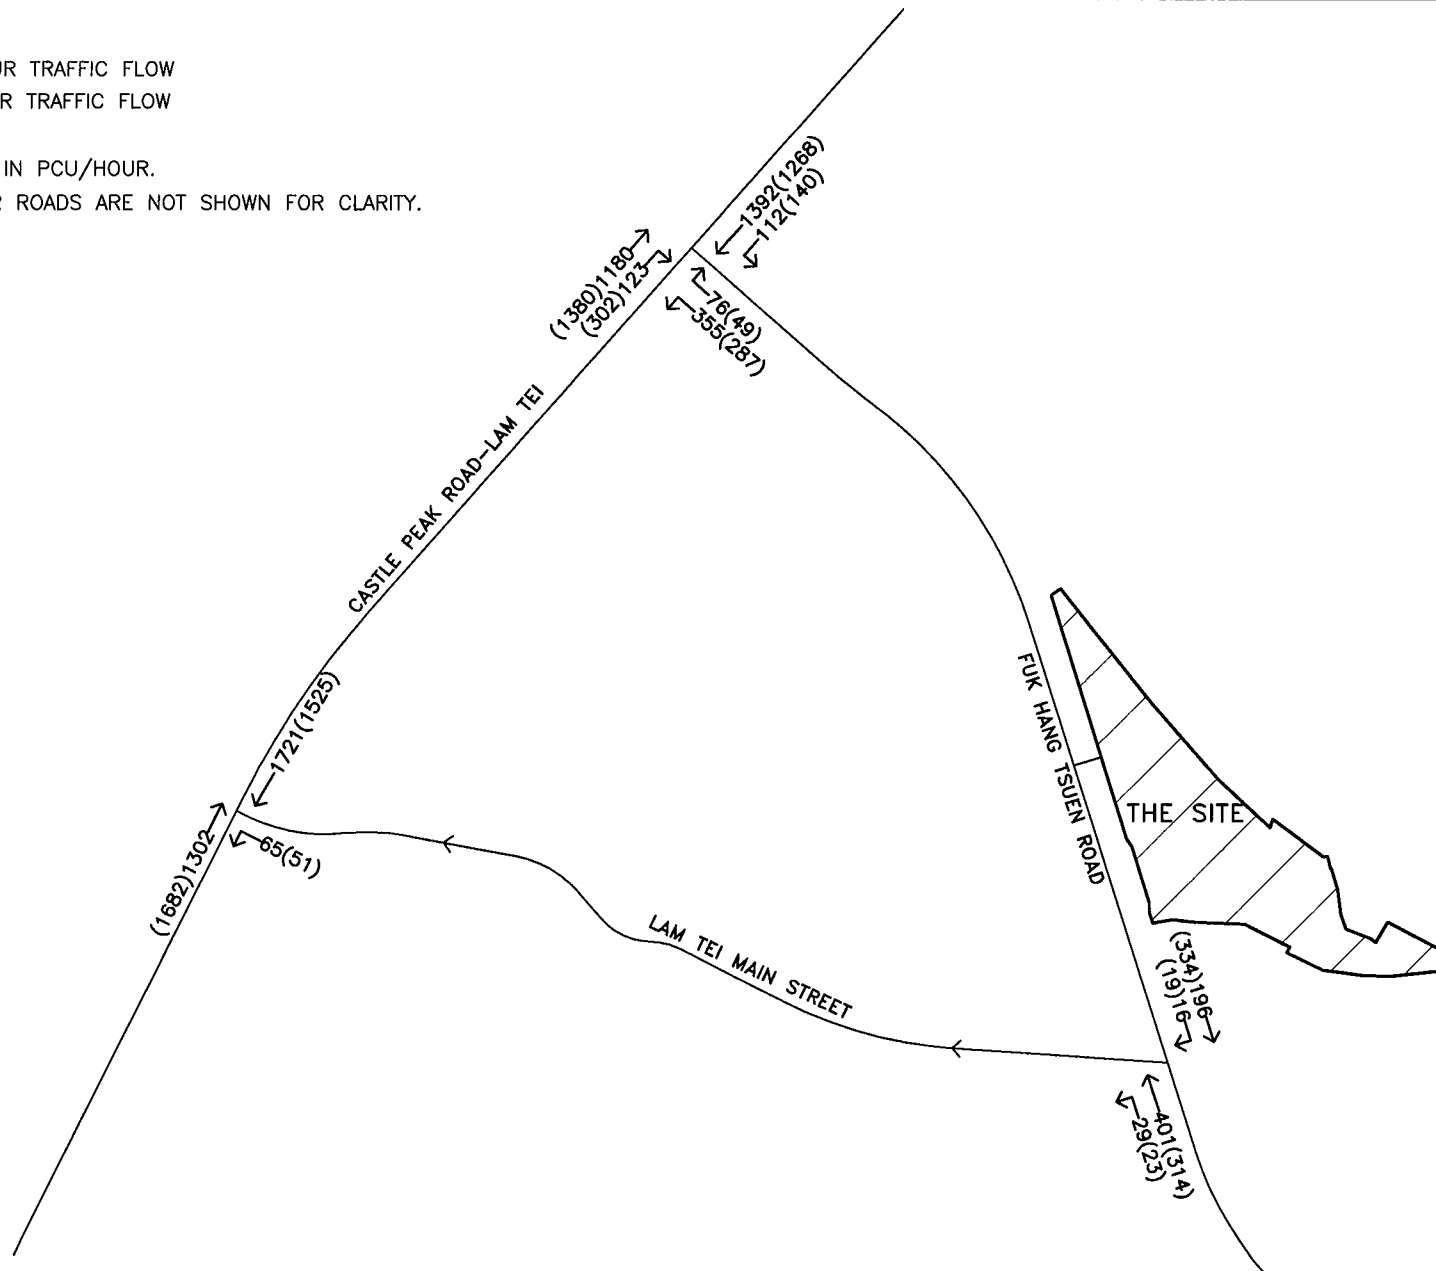 UR TRAFFIC FLOW
R TRAFFIC FLOW
IN PCU/HOUR.
R ROADS ARE NOT SHOWN FOR CLARITY.
1392(1268)
112(140)
(1380)1180
(302)123
76(49)
355(287)
CASTLE PEAK ROAD-LAM TEI
FUK HANG TSUEN ROAD
1721(1525)
THE SITE
(1682)1302
65(51)
LAM TEI MAIN STREET
(334)196
(19)16
401(314)
29(23)